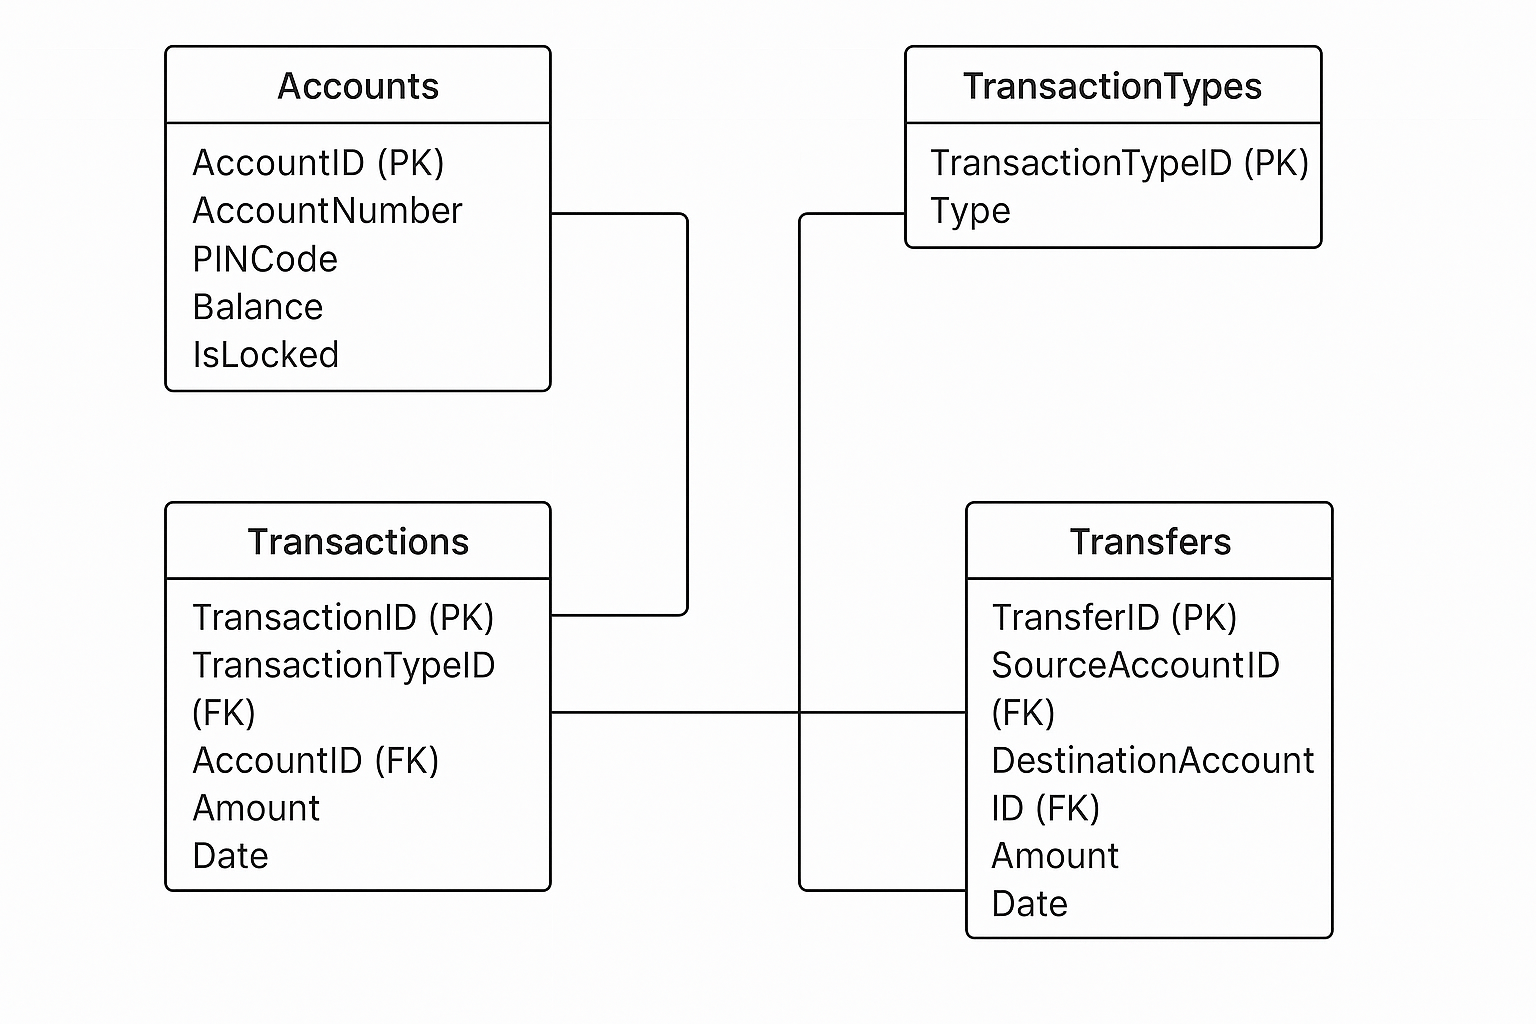 Accounts
AccountID (PK)
AccountNumber
PINCode
Balance
IsLocked
TransactionTypes
TransactionTypeID (PK)
Type
Transactions
TransactionID (PK)
TransactionTypeID
(FK)
AccountID (FK)
Amount
Date
Transfers
TransferID (PK)
SourceAccountID
(FK)
DestinationAccount
ID (FK)
Amount
Date